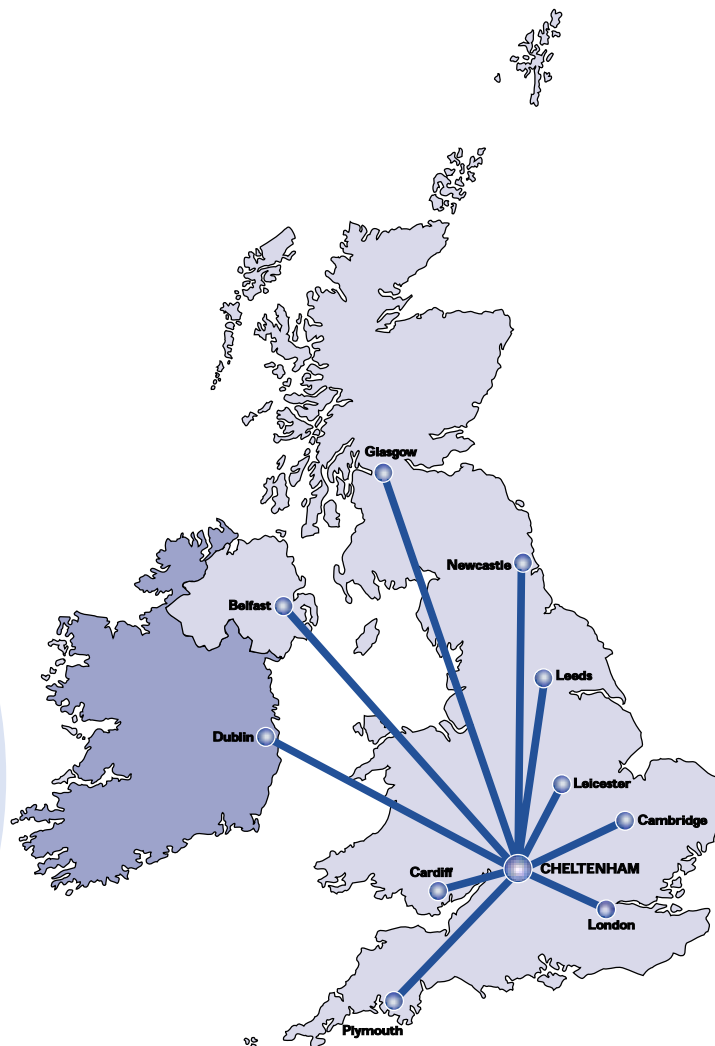 Glasgow
Newcastle
Belfast
Leeds
Dublin
Leicester
Cambridge
CHELTENHAM
Cardiff
London
Plymouth